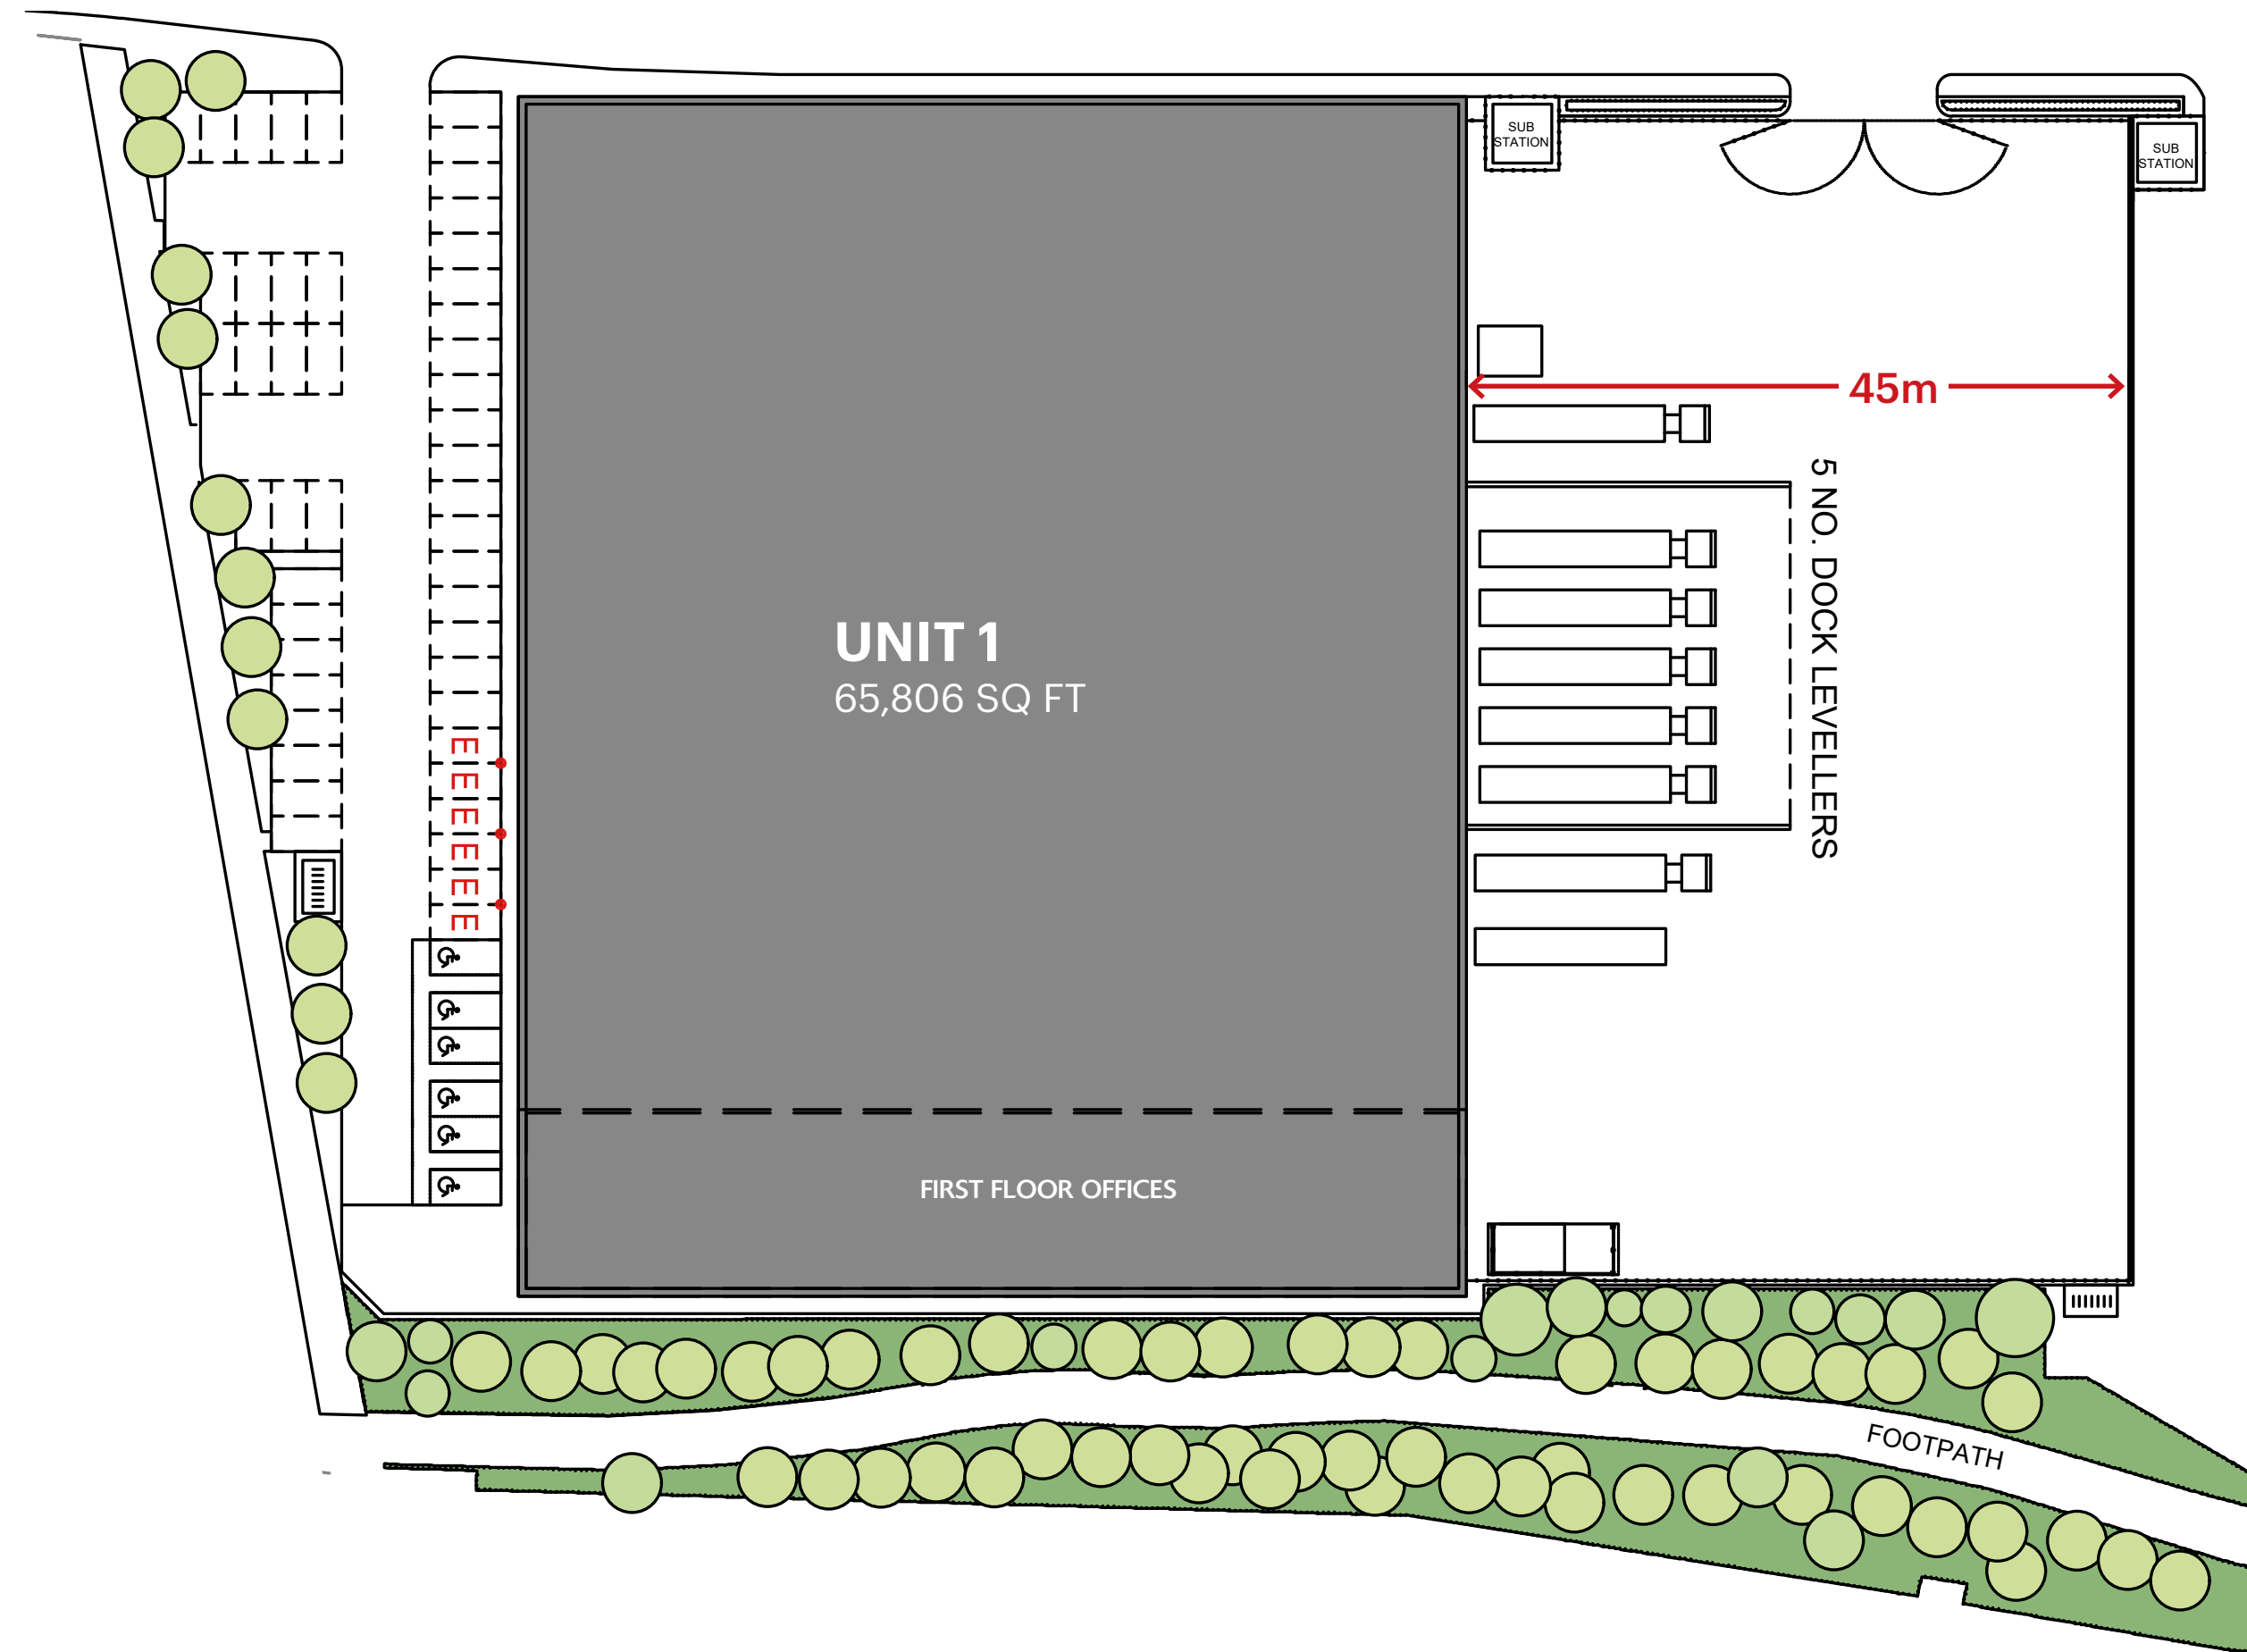 SUB
STATION
SUB
STATION
45m
5 NO. DOCK LEVELLERS
UNIT 1
65,806 SQ FT
E
E
E
E
E
E
FIRST FLOOR OFFICES
FOOTPATH